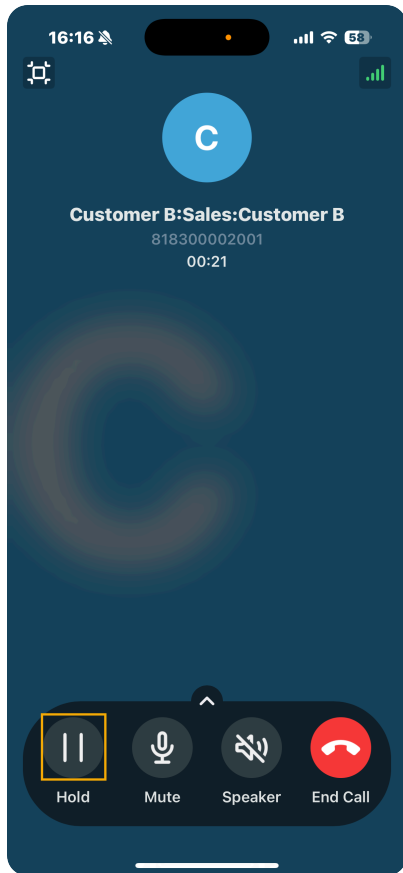 16:16
58
C
Customer B:Sales:Customer B
818300002001
00:21
Hold Mute Speaker End Call